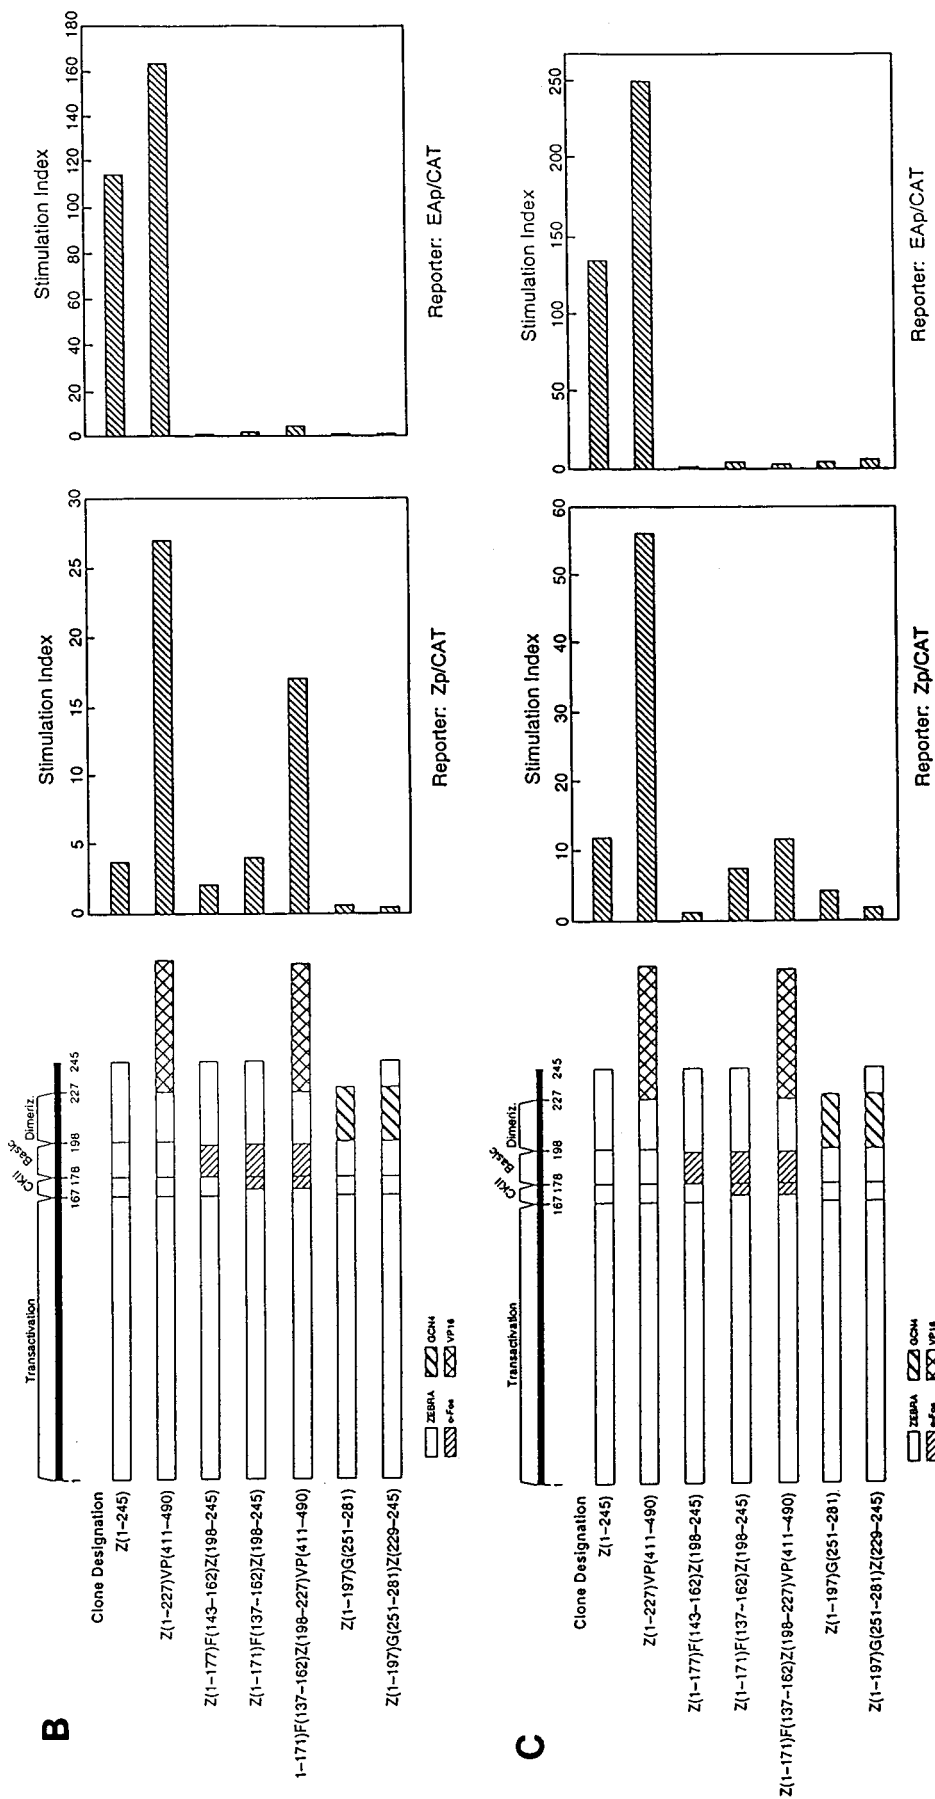 B
Transactivation
CKII
Basic
Dimeriz.
1
167
178
198
227
245
Clone Designation
Z(1–245)
Z(1–227)VP(411–490)
Z(1–177)F(143–162)Z(198–245)
Z(1–171)F(137–162)Z(198–245)
1–171)F(137–162)Z(198–227)VP(411–490)
Z(1–197)G(251–281)
Z(1–197)G(251–281)Z(229–245)
ZEBRA
GCN4
c-Fos
VP16
Stimulation Index
0 5 10 15 20 25 30
Reporter: Zp/CAT
Stimulation Index
0 20 40 60 80 100 120 140 160 180
Reporter: EAp/CAT
C
Transactivation
CKII
Basic
Dimeriz.
1
167
178
198
227
245
Clone Designation
Z(1–245)
Z(1–227)VP(411–490)
Z(1–177)F(143–162)Z(198–245)
Z(1–171)F(137–162)Z(198–245)
Z(1–171)F(137–162)Z(198–227)VP(411–490)
Z(1–197)G(251–281).
Z(1–197)G(251–281)Z(229–245)
ZEBRA
GCN4
c-Fos
VP16
Stimulation Index
0 10 20 30 40 50 60
Reporter: Zp/CAT
Stimulation Index
0 50 100 150 200 250
Reporter: EAp/CAT